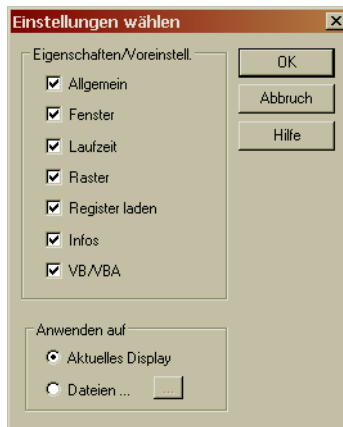 Einstellungen wählen
Eigenschaften/Voreinstell.
OK
Allgemein
Abbruch
Fenster
Hilfe
Laufzeit
Raster
Register laden
Infos
VB/VBA
Anwenden auf
Aktuelles Display
Dateien ...
...